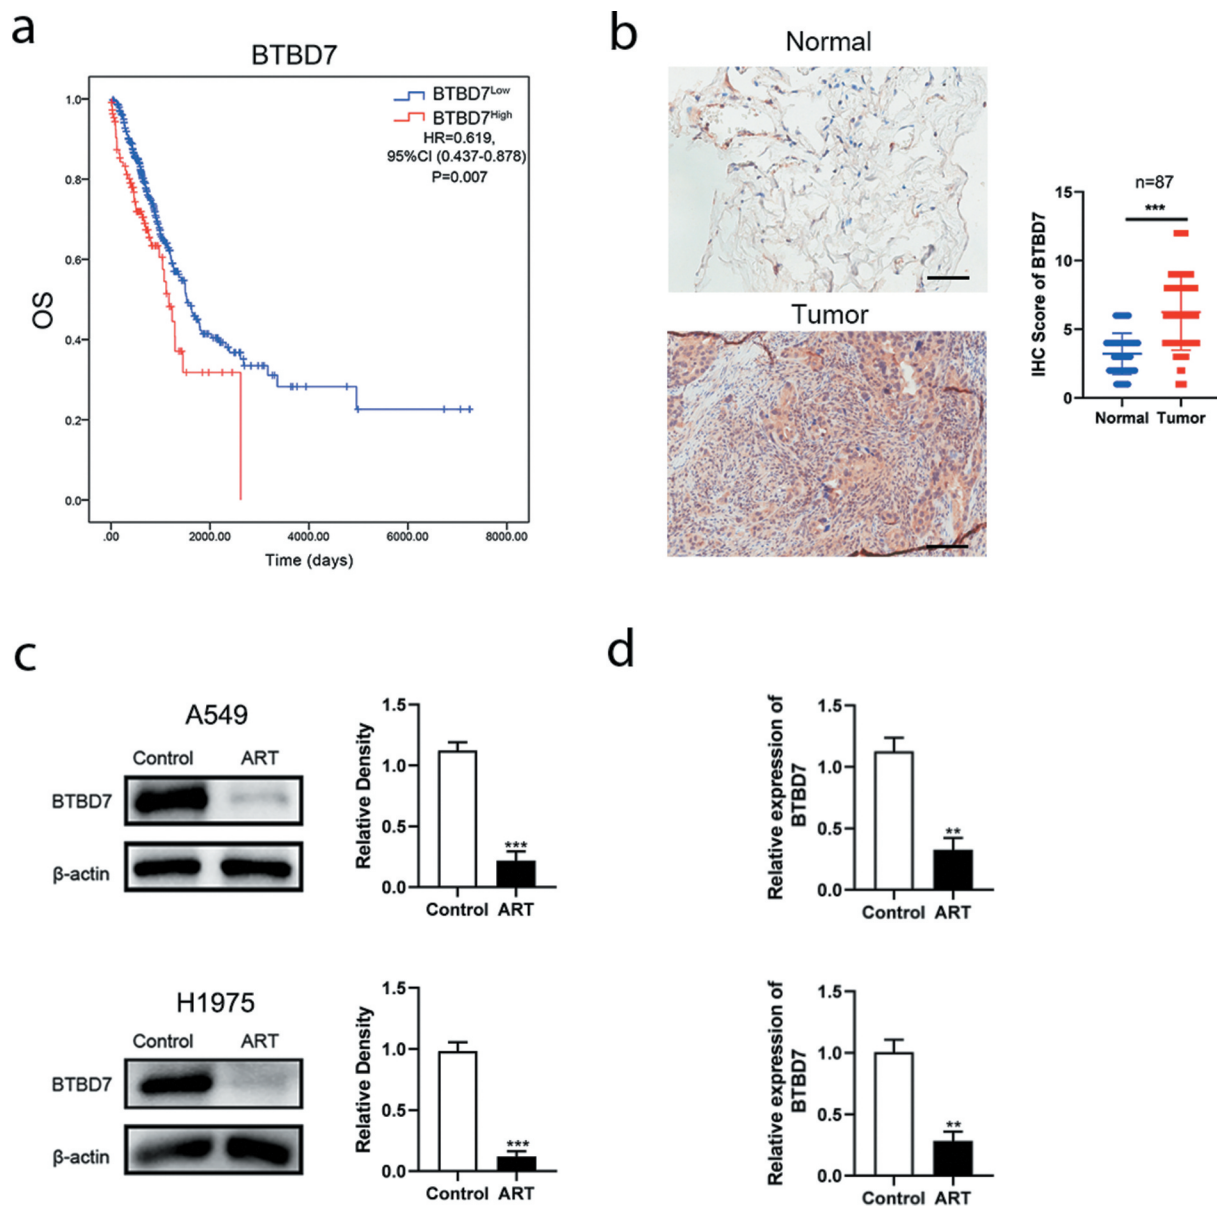 a
BTBD7
BTBD7Low
BTBD7High
HR=0.619,
95%CI (0.437-0.878)
P=0.007
1.0
0.8
0.6
0.4
0.2
0.0
OS
.00
2000.00
4000.00
6000.00
8000.00
Time (days)
b
Normal
Tumor
n=87
***
15
10
5
0
IHC Score of BTBD7
Normal
Tumor
c
A549
Control
ART
BTBD7
β-actin
1.5
1.0
0.5
0.0
Relative Density
***
Control
ART
H1975
Control
ART
BTBD7
β-actin
1.5
1.0
0.5
0.0
Relative Density
***
Control
ART
d
1.5
1.0
0.5
0.0
Relative expression of
BTBD7
**
Control
ART
1.5
1.0
0.5
0.0
Relative expression of
BTBD7
**
Control
ART